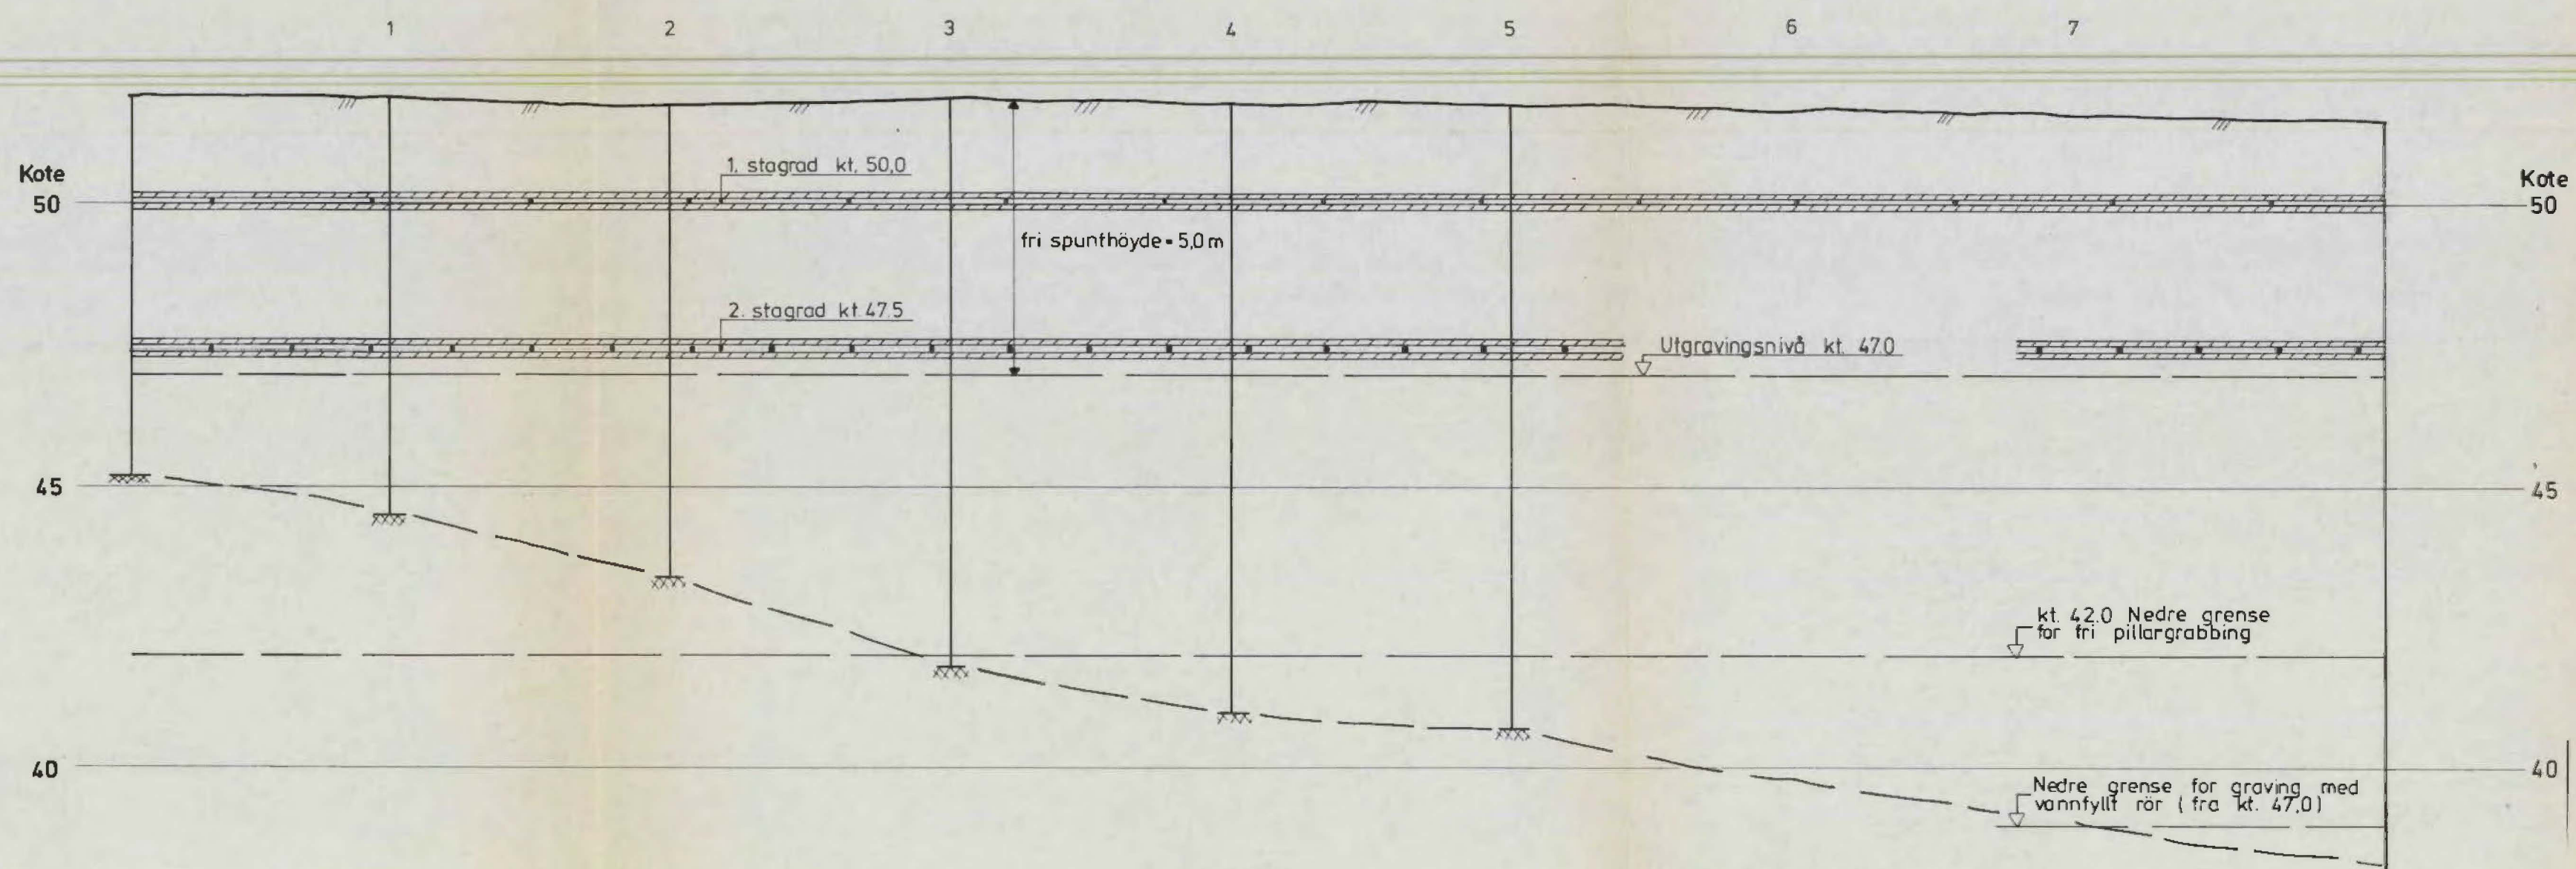 1 2 3 4 5 6 7
Kote
50
1. stagrad kt. 50,0
Kote
50
fri spunthöyde = 5,0 m
2. stagrad kt. 47.5
Utgravingsnivå kt. 47.0
45
45
kt. 42.0 Nedre grense
for fri pillargrabbing
40
40
Nedre grense for graving med
vannfyllt rör ( fra kt. 47,0)